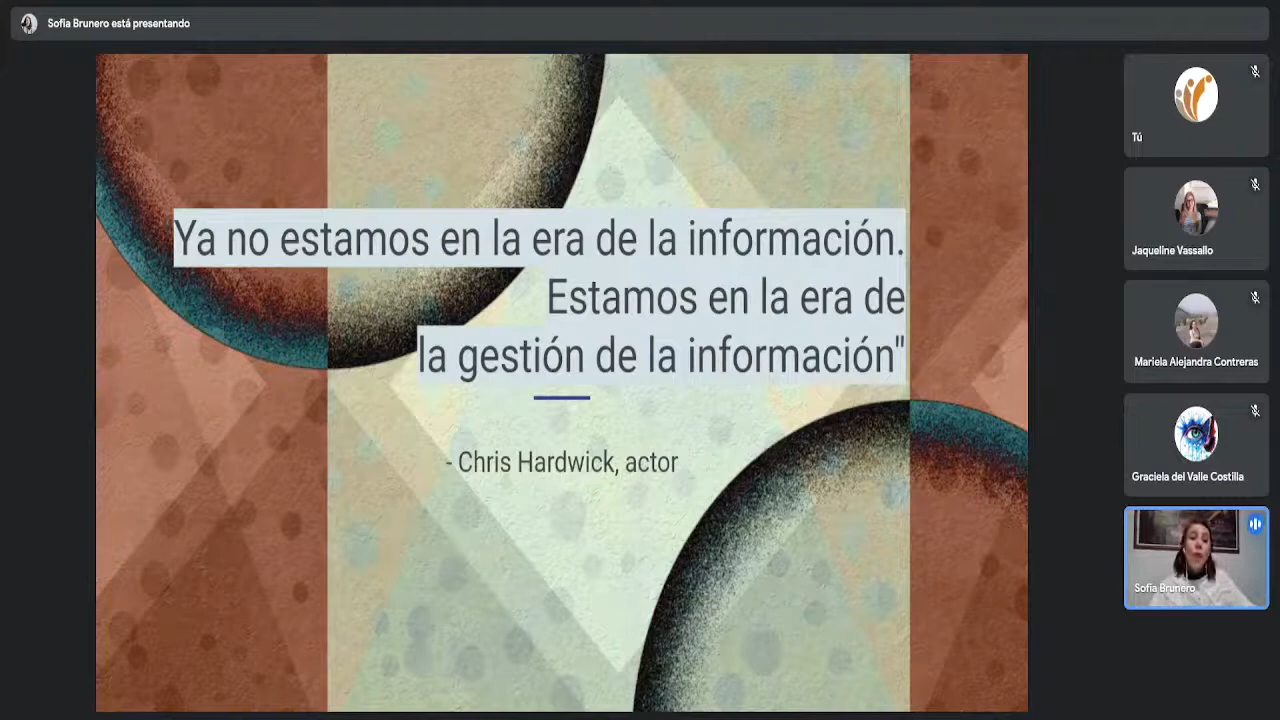 Sofia Brunero está presentando
Ya no estamos en la era de la información.
Estamos en la era de
la gestión de la información"
- Chris Hardwick, actor
Tú
Jaqueline Vassallo
Mariela Alejandra Contreras
Graciela del Valle Costilla
Sofia Brunero